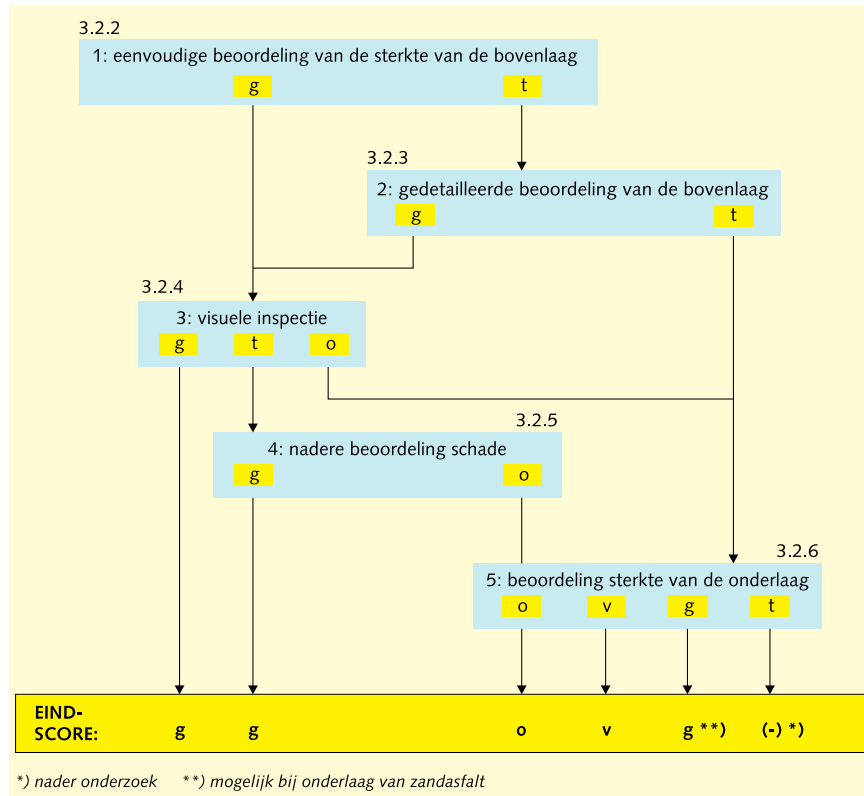 3.2.2
1: eenvoudige beoordeling van de sterkte van de bovenlaag
g t
3.2.3
2: gedetailleerde beoordeling van de bovenlaag
g t
3.2.4
3: visuele inspectie
g t o
3.2.5
4: nadere beoordeling schade
g o
3.2.6
5: beoordeling sterkte van de onderlaag
o v g t
EIND-
SCORE: g g o v g **) (-) *)
*) nader onderzoek **) mogelijk bij onderlaag van zandasfalt